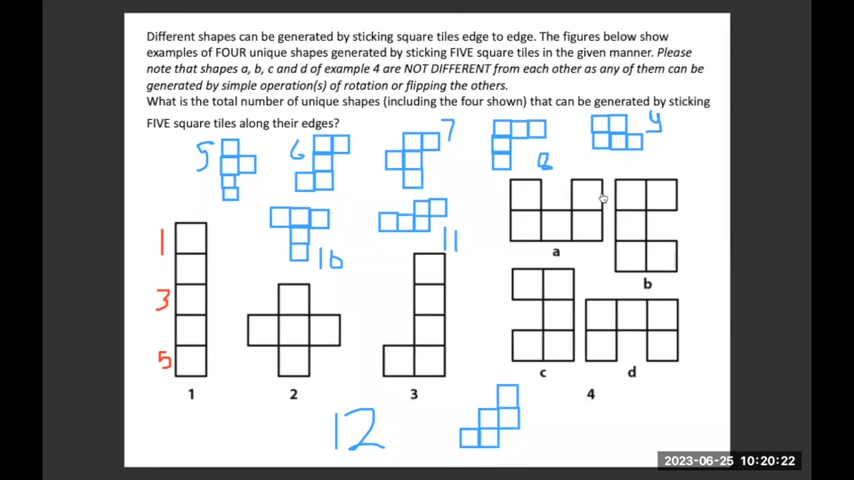 Different shapes can be generated by sticking square tiles edge to edge. The figures below show
examples of FOUR unique shapes generated by sticking FIVE square tiles in the given manner. Please
note that shapes a, b, c and d of example 4 are NOT DIFFERENT from each other as any of them can be
generated by simple operation(s) of rotation or flipping the others.
What is the total number of unique shapes (including the four shown) that can be generated by sticking
FIVE square tiles along their edges?
5
6
7
8
9
10
11
a
b
1
3
5
c
d
1
2
3
4
12
2023-06-25 10:20:22